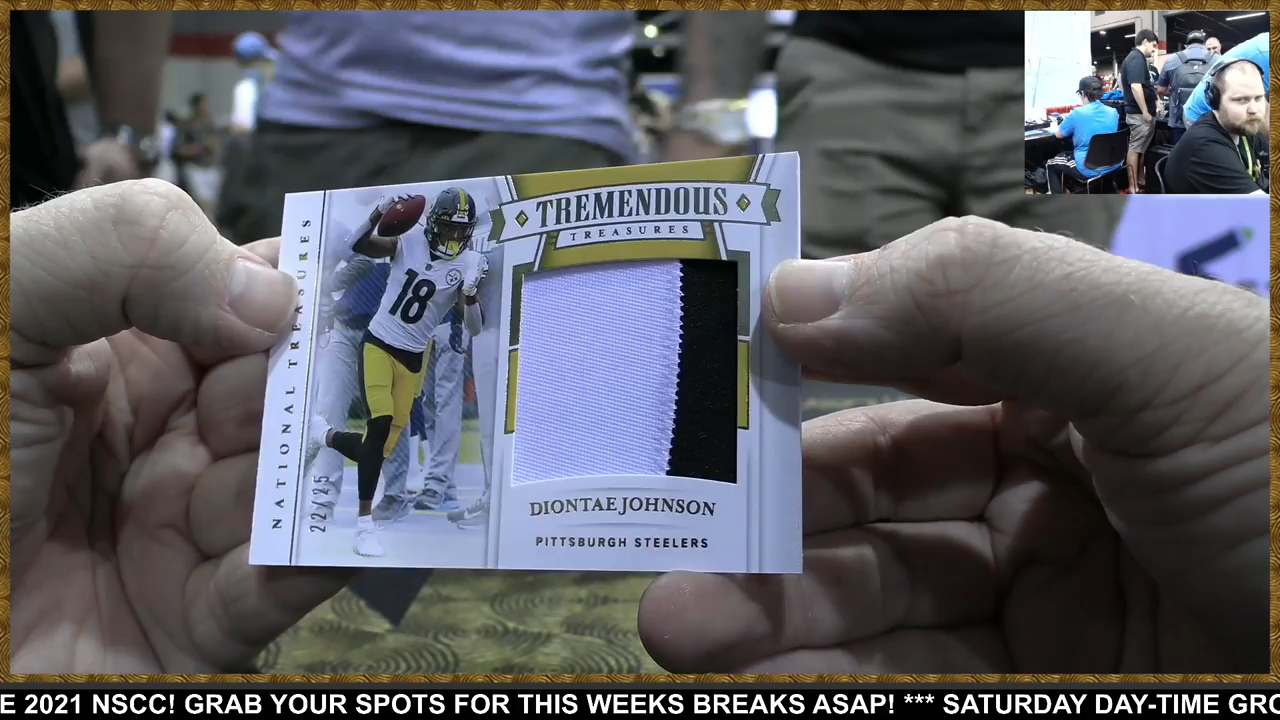 NATIONAL TREASURES
22/25
18
TREMENDOUS
TREASURES
DIONTAE JOHNSON
PITTSBURGH STEELERS
E 2021 NSCC! GRAB YOUR SPOTS FOR THIS WEEKS BREAKS ASAP! *** SATURDAY DAY-TIME GRO